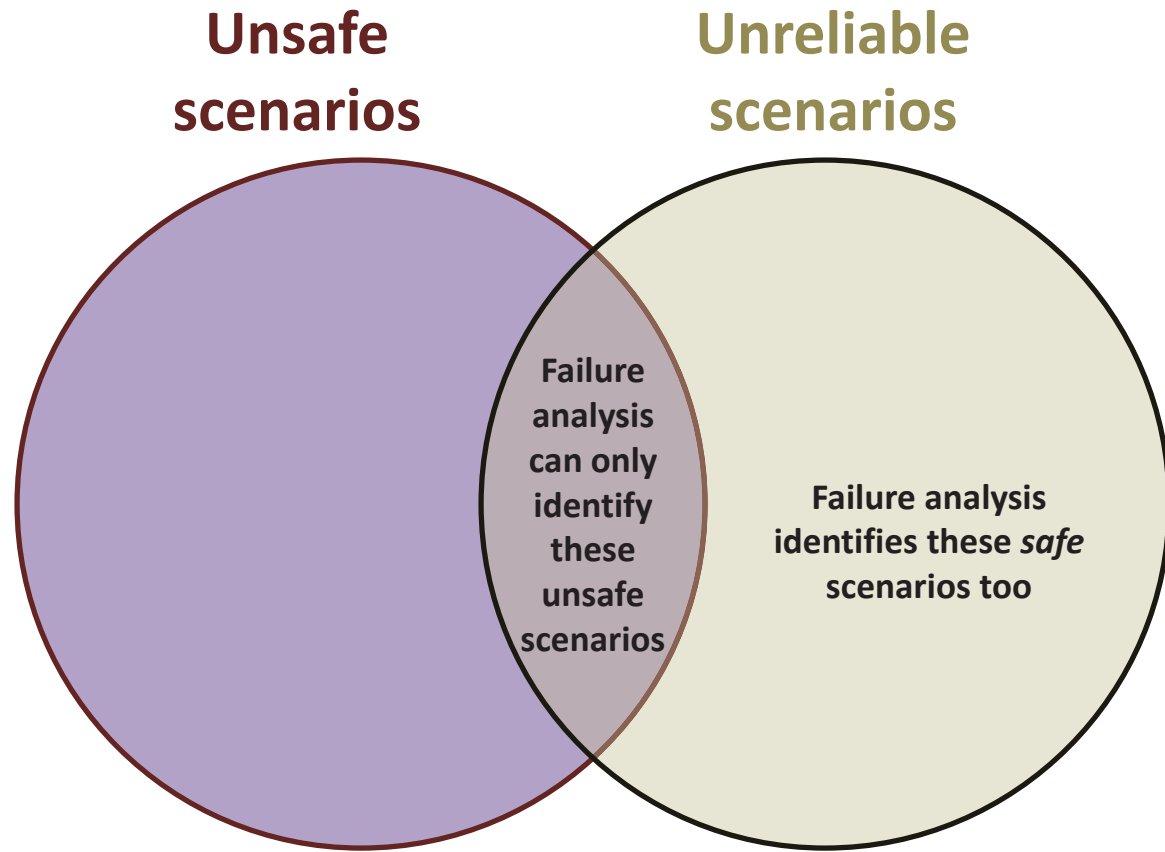 Unsafe
scenarios
Unreliable
scenarios
Failure
analysis
can only
identify
these
unsafe
scenarios
Failure analysis
identifies these safe
scenarios too